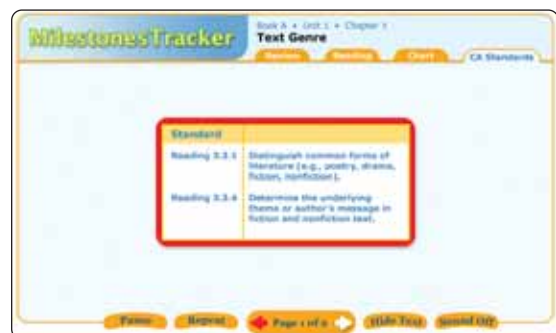 MilestonesTracker
Book A • Unit 1 • Chapter 1
Text Genre
Review Reading Chart CA Standards
Standard
Reading 3.3.1 Distinguish common forms of
literature (e.g., poetry, drama,
fiction, nonfiction).
Reading 3.3.4 Determine the underlying
theme or author's message in
fiction and nonfiction text.
Pause Repeat Page 1 of Hide Text Sound Off